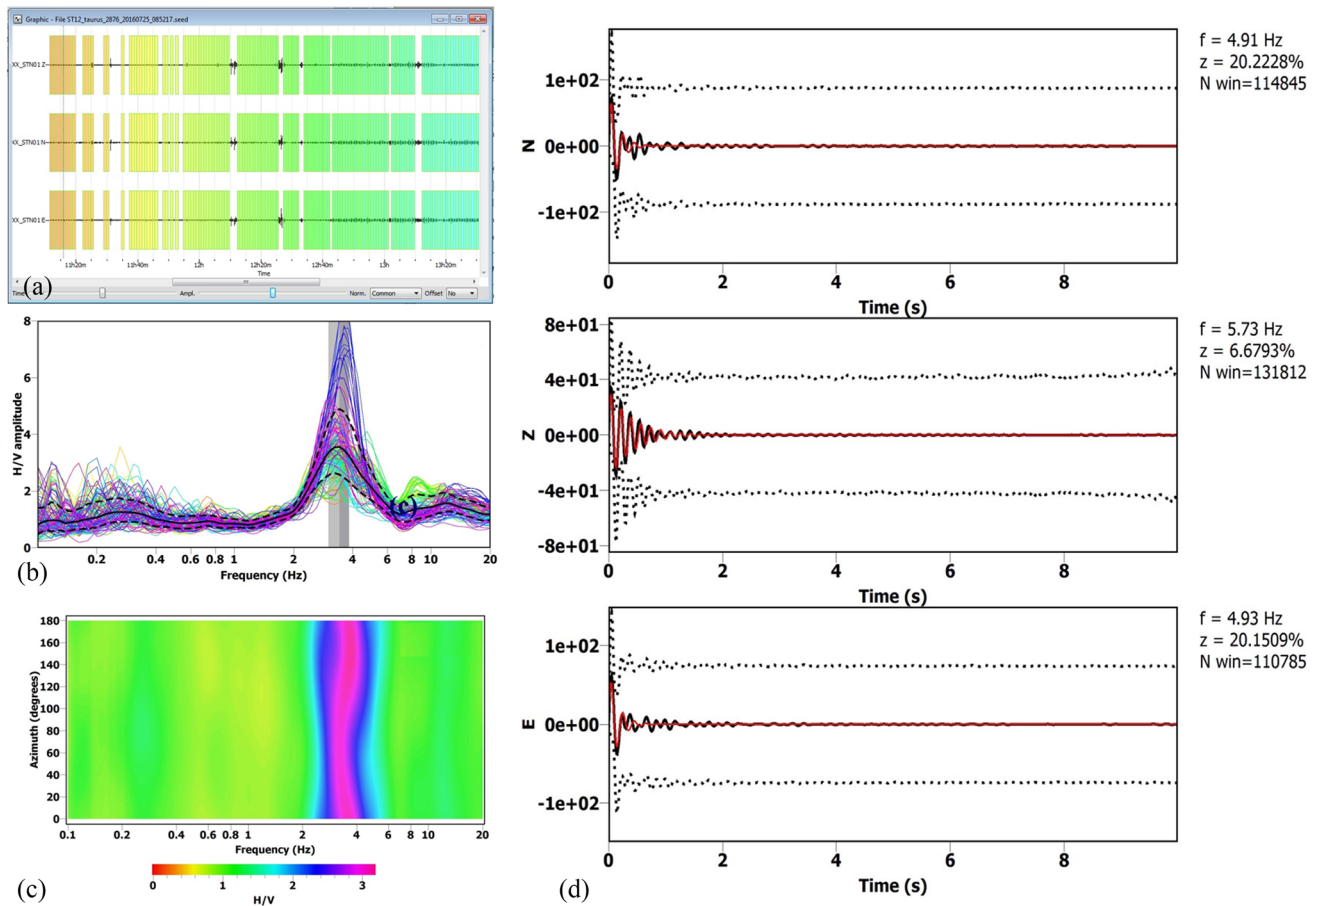 Graphic - File ST12_taurus_2876_20160725_085217.seed
XX_STN01 Z
XX_STN01 N
XX_STN01 E
11h20m 11h40m 12h 12h20m 12h40m 13h 13h20m
Time
Time Ampl. Norm. Common Offset No
(a)
8
6
4
2
0
H/V amplitude
(c)
0.2 0.4 0.6 0.8 1 2 4 6 8 10 20
Frequency (Hz)
(b)
180
160
140
120
100
80
60
40
20
0
Azimuth (degrees)
0.1 0.2 0.4 0.6 0.8 1 2 4 6 8 10 20
Frequency (Hz)
0 1 2 3
H/V
(c)
f = 4.91 Hz
z = 20.2228%
N win=114845
1e+02
0e+00
-1e+02
N
0 2 4 6 8
Time (s)
f = 5.73 Hz
z = 6.6793%
N win=131812
8e+01
4e+01
0e+00
-4e+01
-8e+01
Z
0 2 4 6 8
Time (s)
f = 4.93 Hz
z = 20.1509%
N win=110785
1e+02
0e+00
-1e+02
E
0 2 4 6 8
Time (s)
(d)